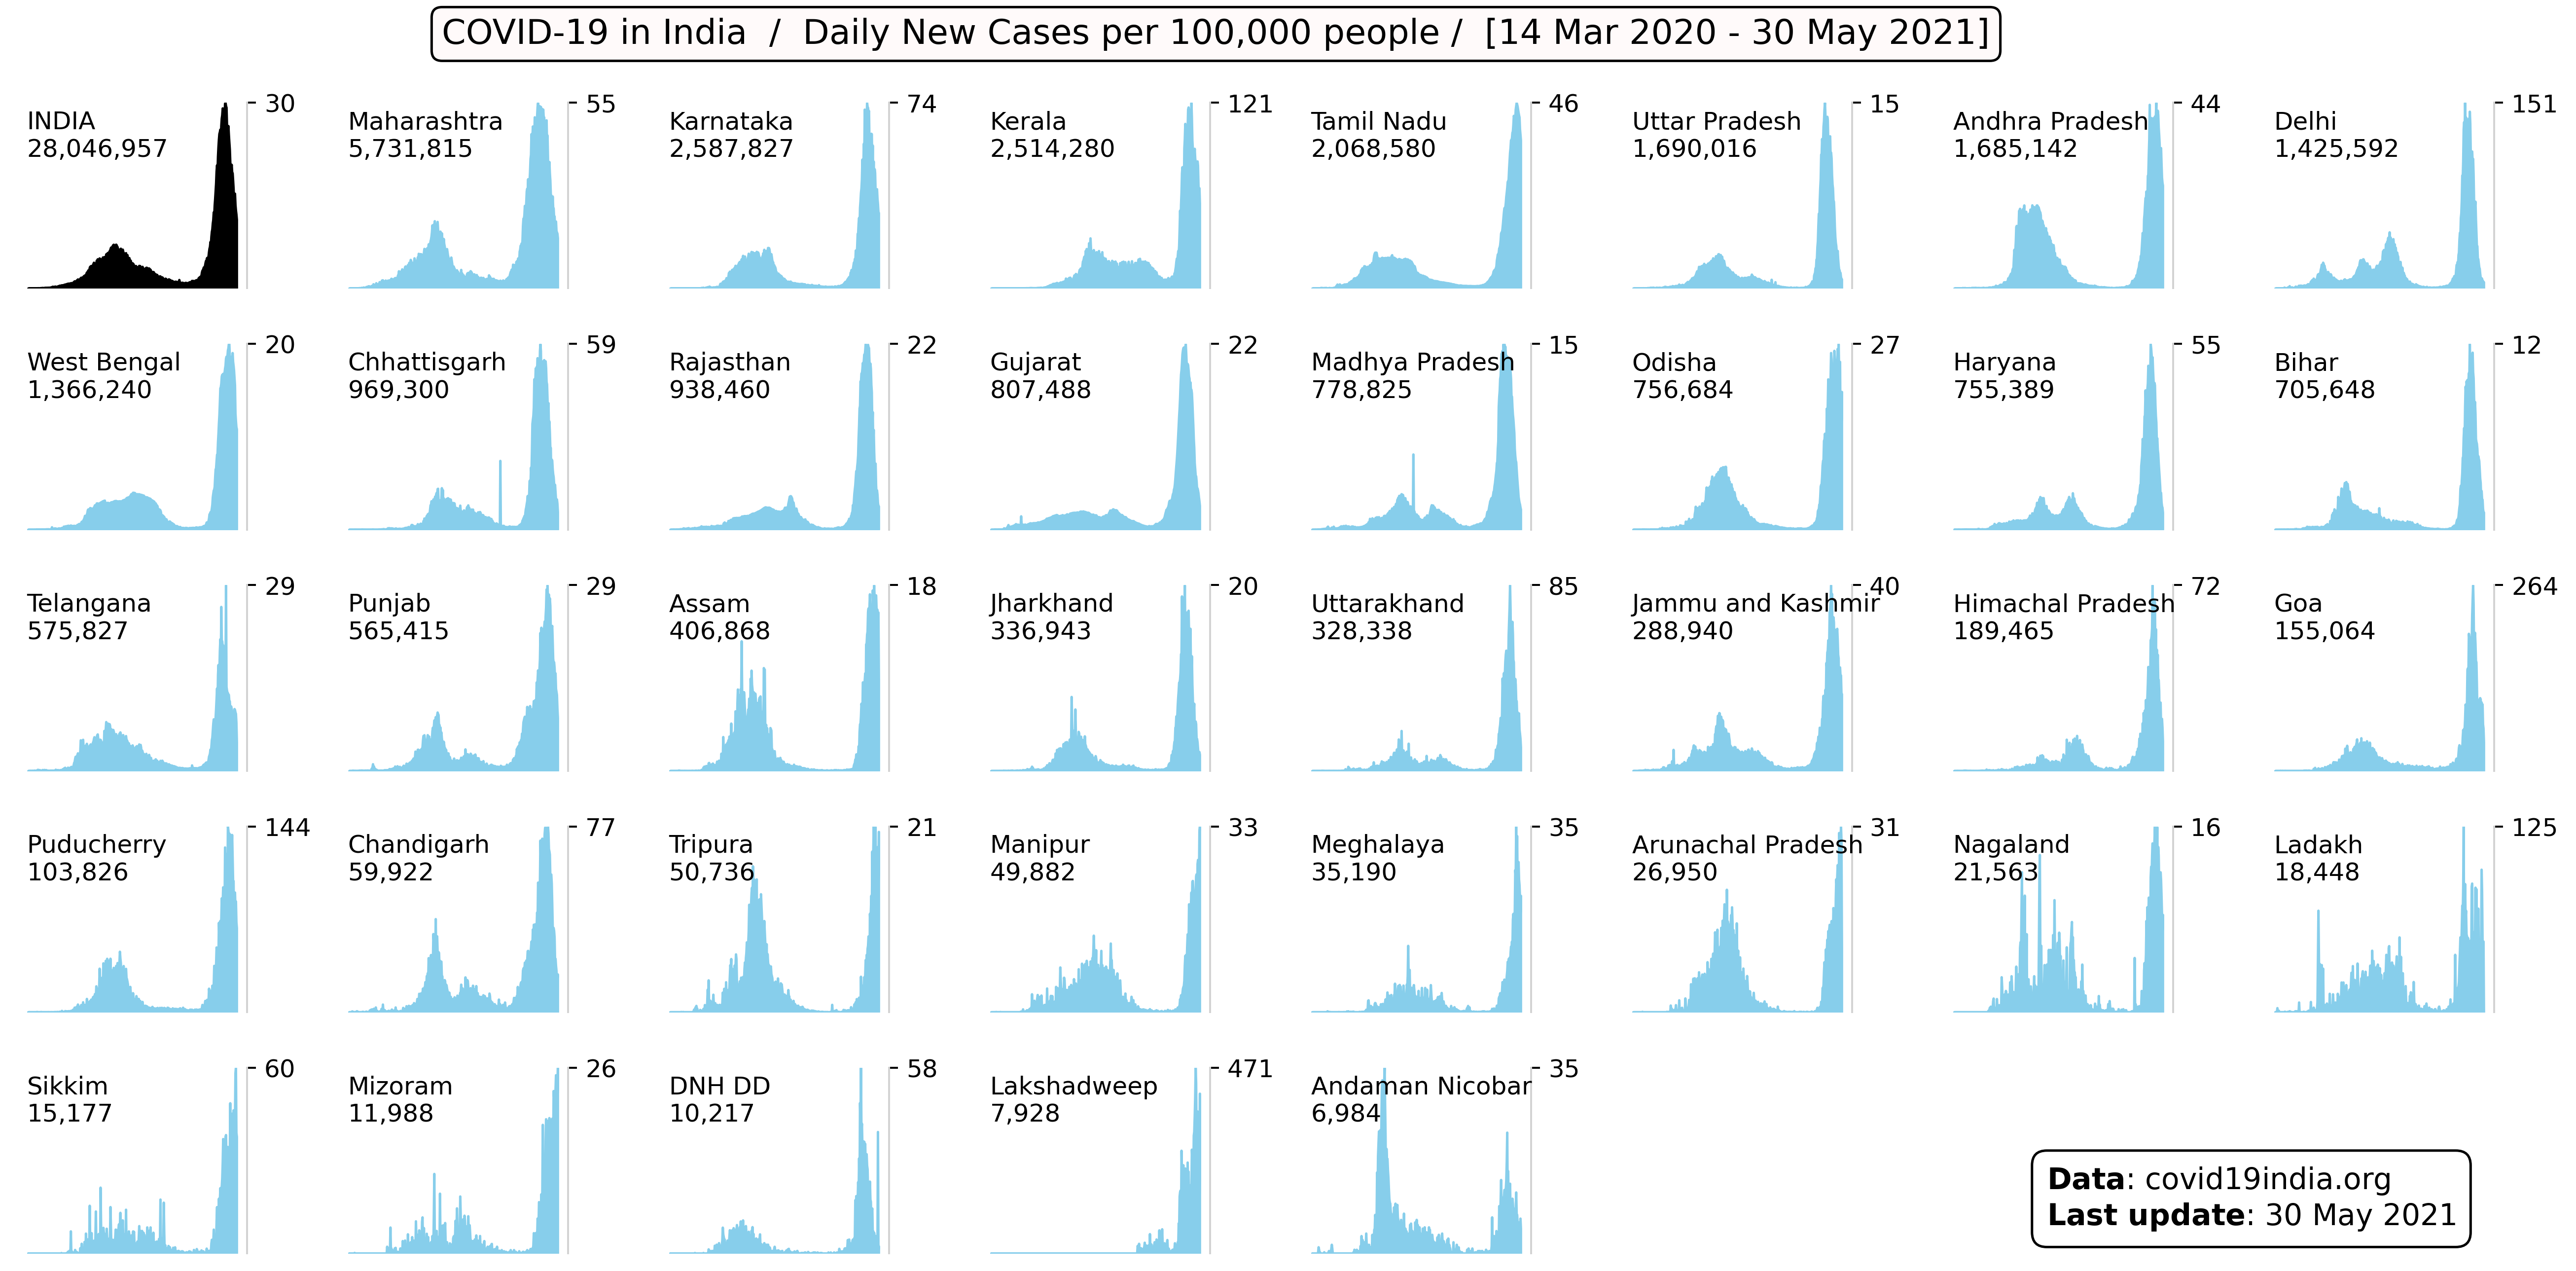 COVID-19 in India / Daily New Cases per 100,000 people / [14 Mar 2020 - 30 May 2021]
INDIA
28,046,957
30
Maharashtra
5,731,815
55
Karnataka
2,587,827
74
Kerala
2,514,280
121
Tamil Nadu
2,068,580
46
Uttar Pradesh
1,690,016
15
Andhra Pradesh
1,685,142
44
Delhi
1,425,592
151
West Bengal
1,366,240
20
Chhattisgarh
969,300
59
Rajasthan
938,460
22
Gujarat
807,488
22
Madhya Pradesh
778,825
15
Odisha
756,684
27
Haryana
755,389
55
Bihar
705,648
12
Telangana
575,827
29
Punjab
565,415
29
Assam
406,868
18
Jharkhand
336,943
20
Uttarakhand
328,338
85
Jammu and Kashmir
288,940
40
Himachal Pradesh
189,465
72
Goa
155,064
264
Puducherry
103,826
144
Chandigarh
59,922
77
Tripura
50,736
21
Manipur
49,882
33
Meghalaya
35,190
35
Arunachal Pradesh
26,950
31
Nagaland
21,563
16
Ladakh
18,448
125
Sikkim
15,177
60
Mizoram
11,988
26
DNH DD
10,217
58
Lakshadweep
7,928
471
Andaman Nicobar
6,984
35
Data: covid19india.org
Last update: 30 May 2021